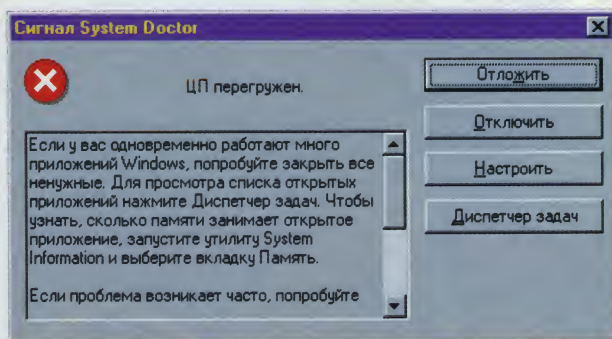 Сигнал System Doctor
ЦП перегружен.
Если у вас одновременно работают много
приложений Windows, попробуйте закрыть все
ненужные. Для просмотра списка открытых
приложений нажмите Диспетчер задач. Чтобы
узнать, сколько памяти занимает открытое
приложение, запустите утилиту System
Information и выберите вкладку Память.
Если проблема возникает часто, попробуйте
Отложить
Отключить
Настроить
Диспетчер задач